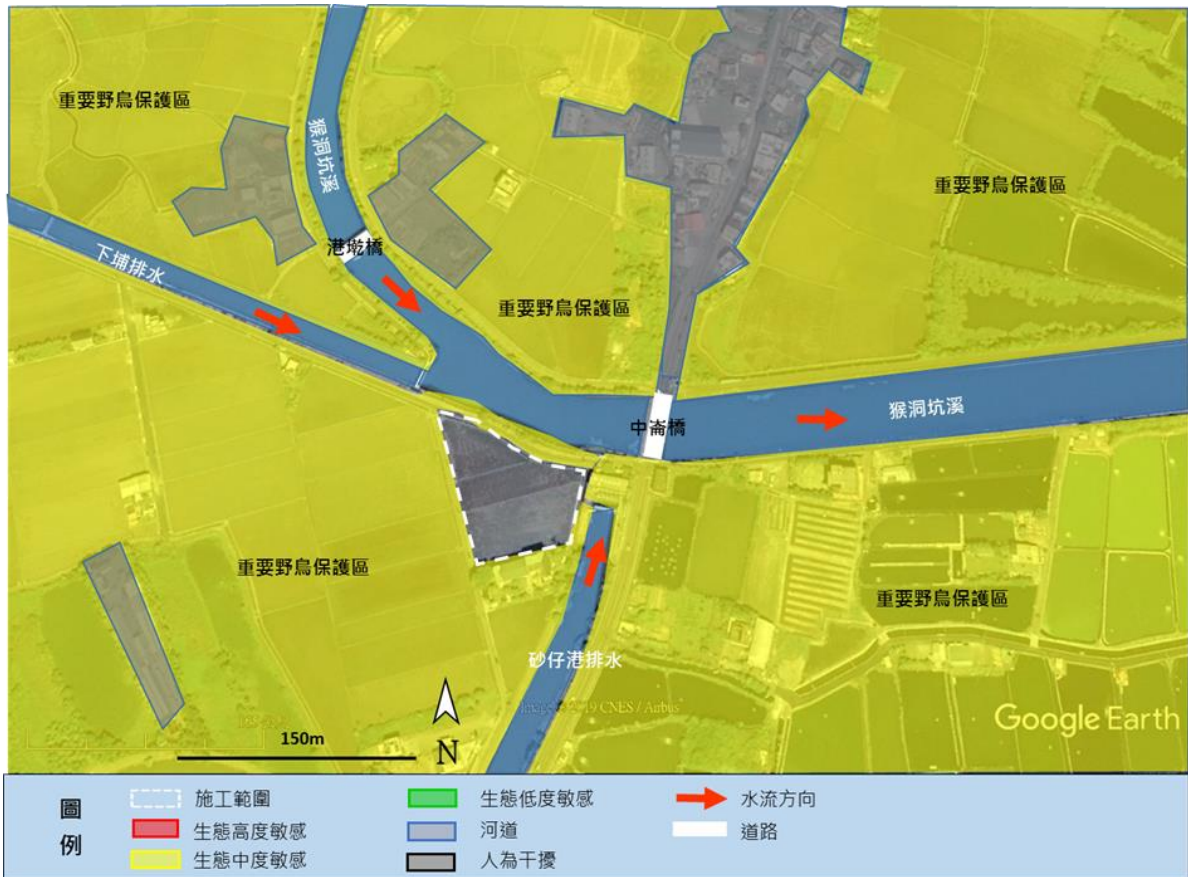 重要野鳥保護區
猴洞坑溪
重要野鳥保護區
港墘橋
下埔排水
重要野鳥保護區
猴洞坑溪
中崙橋
重要野鳥保護區
重要野鳥保護區
砂仔港排水
CNES / Airbus
Google Earth
150m
N
圖例
施工範圍
生態低度敏感
水流方向
生態高度敏感
河道
道路
生態中度敏感
人為干擾